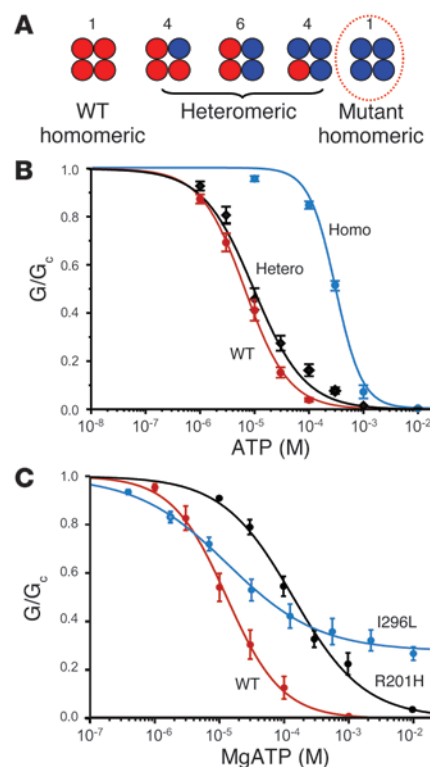 A
1 4 6 4 1
WT
homomeric
Heteromeric
Mutant
homomeric
B
G/Gc
1.0
0.8
0.6
0.4
0.2
0.0
Homo
Hetero
WT
10⁻⁸ 10⁻⁷ 10⁻⁶ 10⁻⁵ 10⁻⁴ 10⁻³ 10⁻²
ATP (M)
C
G/Gc
1.0
0.8
0.6
0.4
0.2
0.0
I296L
WT
R201H
10⁻⁷ 10⁻⁶ 10⁻⁵ 10⁻⁴ 10⁻³ 10⁻²
MgATP (M)